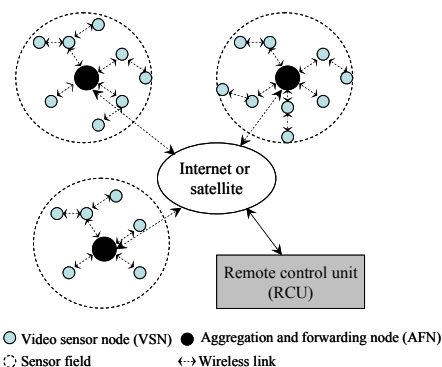 Internet or
satellite
Remote control unit
(RCU)
Video sensor node (VSN) Aggregation and forwarding node (AFN)
Sensor field Wireless link